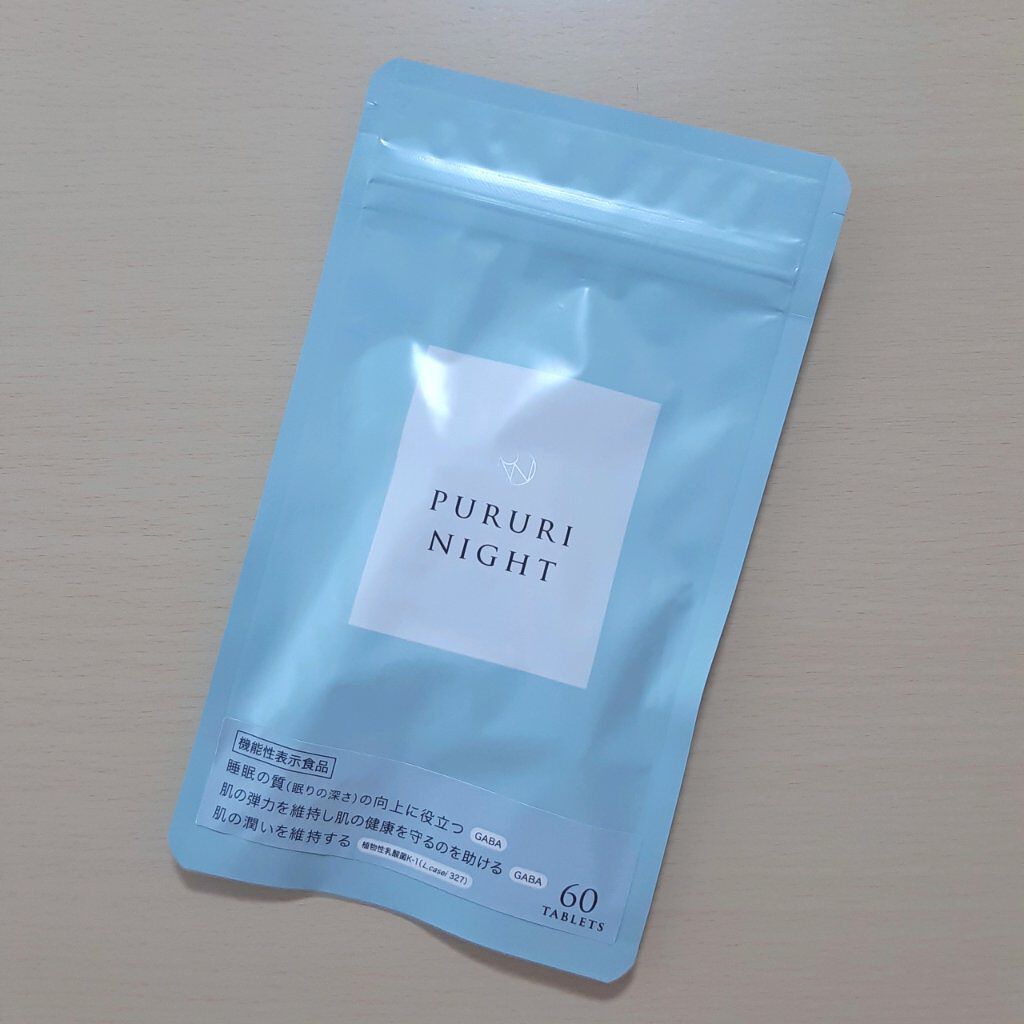 PURURI
NIGHT
機能性表示食品
睡眠の質(眠りの深さ)の向上に役立つ GABA
肌の弾力を維持し肌の健康を守るのを助ける GABA
肌の潤いを維持する 植物性乳酸菌K-1(L.casei 327)
60
TABLETS